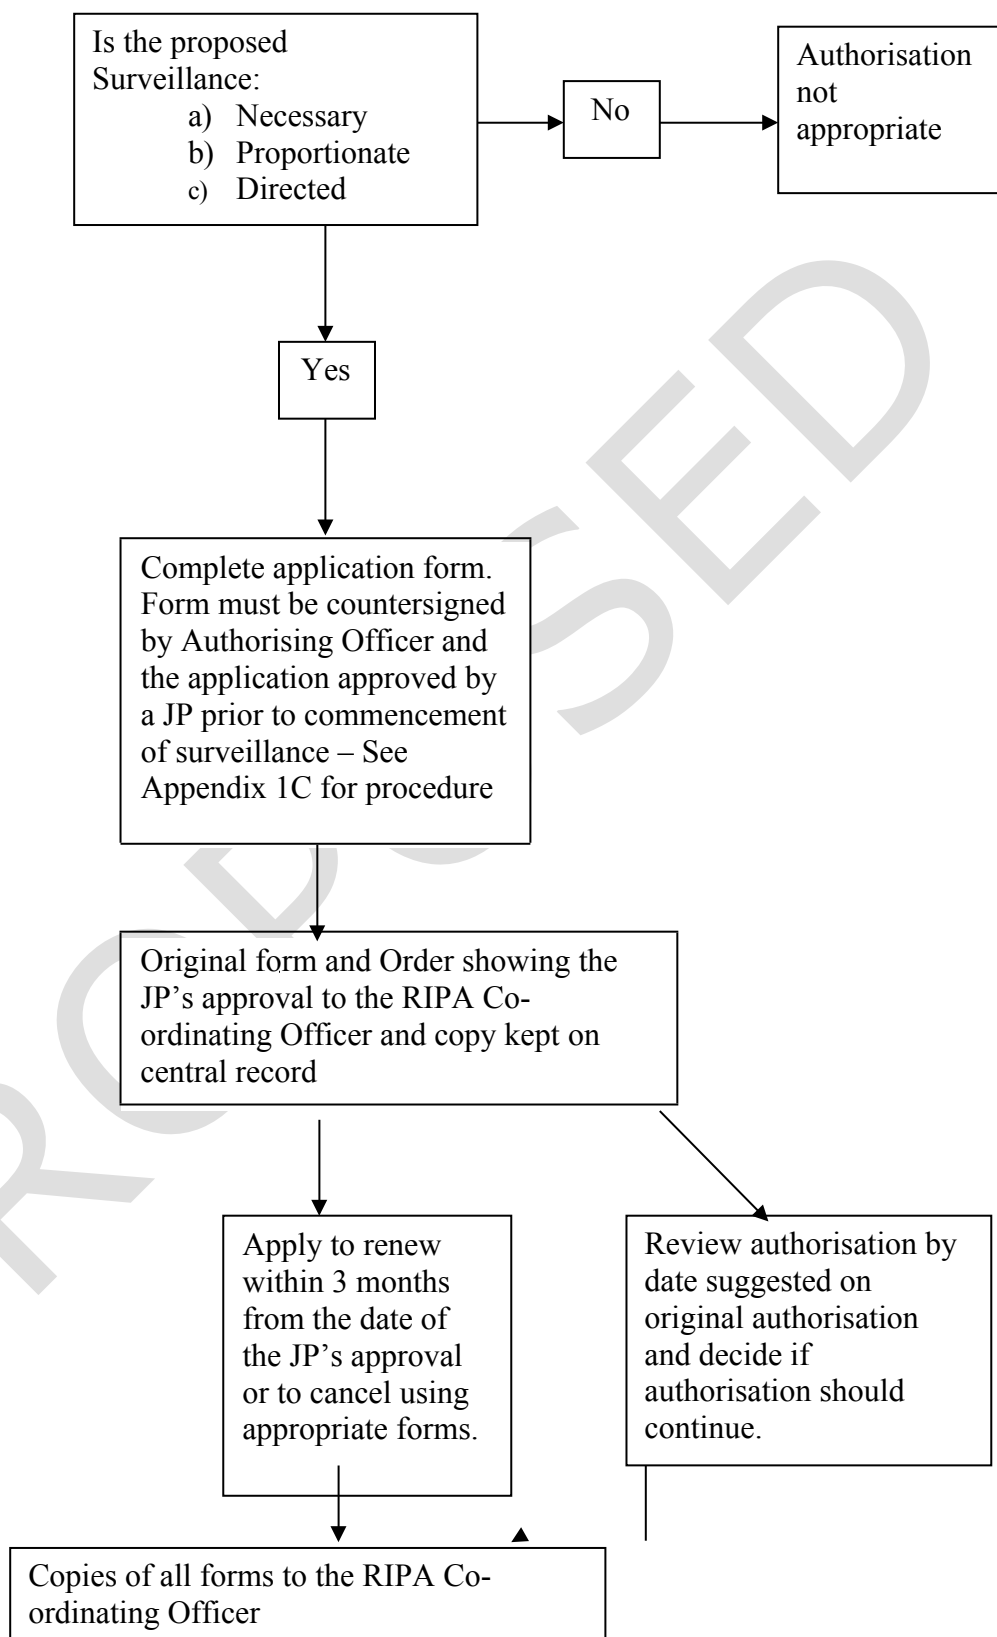 Is the proposed
Surveillance:
a) Necessary
b) Proportionate
c) Directed
No
Authorisation
not
appropriate
Yes
Complete application form.
Form must be countersigned
by Authorising Officer and
the application approved by
a JP prior to commencement
of surveillance – See
Appendix 1C for procedure
Original form and Order showing the
JP’s approval to the RIPA Co-
ordinating Officer and copy kept on
central record
Apply to renew
within 3 months
from the date of
the JP’s approval
or to cancel using
appropriate forms.
Review authorisation by
date suggested on
original authorisation
and decide if
authorisation should
continue.
Copies of all forms to the RIPA Co-
ordinating Officer